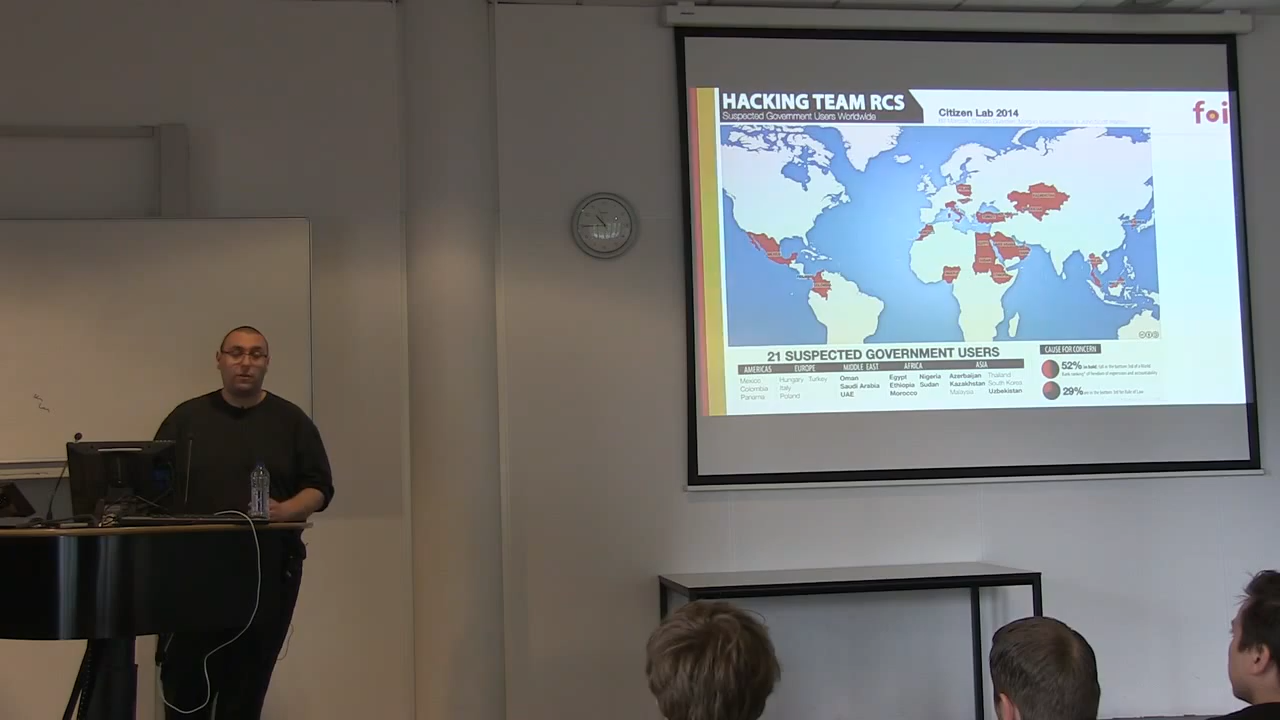 HACKING TEAM RCS
Suspected Government Users Worldwide
Citizen Lab 2014
foi
21 SUSPECTED GOVERNMENT USERS
AMERICAS EUROPE MIDDLE EAST AFRICA ASIA
Mexico Hungary Turkey Oman Egypt Nigeria Azerbaijan Thailand
Colombia Italy Saudi Arabia Ethiopia Sudan Kazakhstan South Korea
Panama Poland UAE Morocco Malaysia Uzbekistan
CAUSE FOR CONCERN
52%
29%